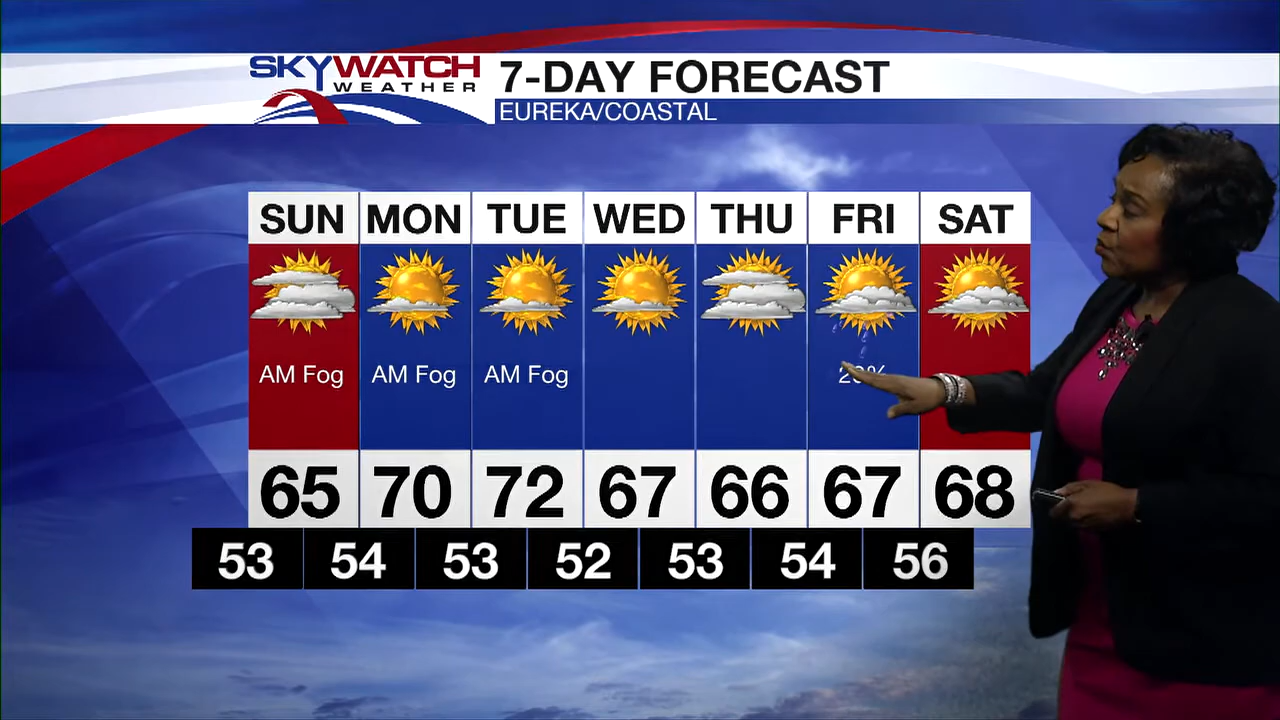 SKYWATCH
WEATHER
7-DAY FORECAST
EUREKA/COASTAL
SUN MON TUE WED THU FRI SAT
AM Fog AM Fog AM Fog
65 70 72 67 66 67 68
53 54 53 52 53 54 56